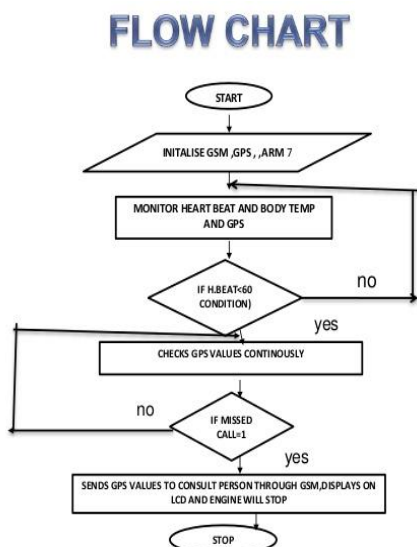 FLOW CHART
START
INITALISE GSM ,GPS , ,ARM 7
MONITOR HEART BEAT AND BODY TEMP
AND GPS
IF H.BEAT<60
CONDITION)
no
yes
CHECKS GPS VALUES CONTINOUSLY
no
IF MISSED
CALL=1
yes
SENDS GPS VALUES TO CONSULT PERSON THROUGH GSM,DISPLAYS ON
LCD AND ENGINE WILL STOP
STOP